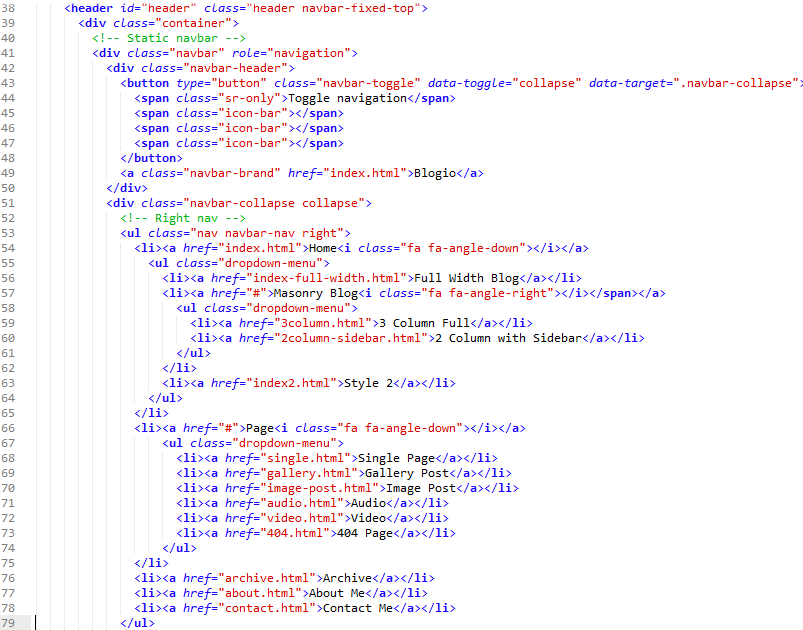 38 <header id="header" class="header navbar-fixed-top">
39 <div class="container">
40 <!-- Static navbar -->
41 <div class="navbar" role="navigation">
42 <div class="navbar-header">
43 <button type="button" class="navbar-toggle" data-toggle="collapse" data-target=".navbar-collapse">
44 <span class="sr-only">Toggle navigation</span>
45 <span class="icon-bar"></span>
46 <span class="icon-bar"></span>
47 <span class="icon-bar"></span>
48 </button>
49 <a class="navbar-brand" href="index.html">Blogio</a>
50 </div>
51 <div class="navbar-collapse collapse">
52 <!-- Right nav -->
53 <ul class="nav navbar-nav right">
54 <li><a href="index.html">Home<i class="fa fa-angle-down"></i></a>
55 <ul class="dropdown-menu">
56 <li><a href="index-full-width.html">Full Width Blog</a></li>
57 <li><a href="#">Masonry Blog<i class="fa fa-angle-right"></i></span></a>
58 <ul class="dropdown-menu">
59 <li><a href="3column.html">3 Column Full</a></li>
60 <li><a href="2column-sidebar.html">2 Column with Sidebar</a></li>
61 </ul>
62 </li>
63 <li><a href="index2.html">Style 2</a></li>
64 </ul>
65 </li>
66 <li><a href="#">Page<i class="fa fa-angle-down"></i></a>
67 <ul class="dropdown-menu">
68 <li><a href="single.html">Single Page</a></li>
69 <li><a href="gallery.html">Gallery Post</a></li>
70 <li><a href="image-post.html">Image Post</a></li>
71 <li><a href="audio.html">Audio</a></li>
72 <li><a href="video.html">Video</a></li>
73 <li><a href="404.html">404 Page</a></li>
74 </ul>
75 </li>
76 <li><a href="archive.html">Archive</a></li>
77 <li><a href="about.html">About Me</a></li>
78 <li><a href="contact.html">Contact Me</a></li>
79 </ul>